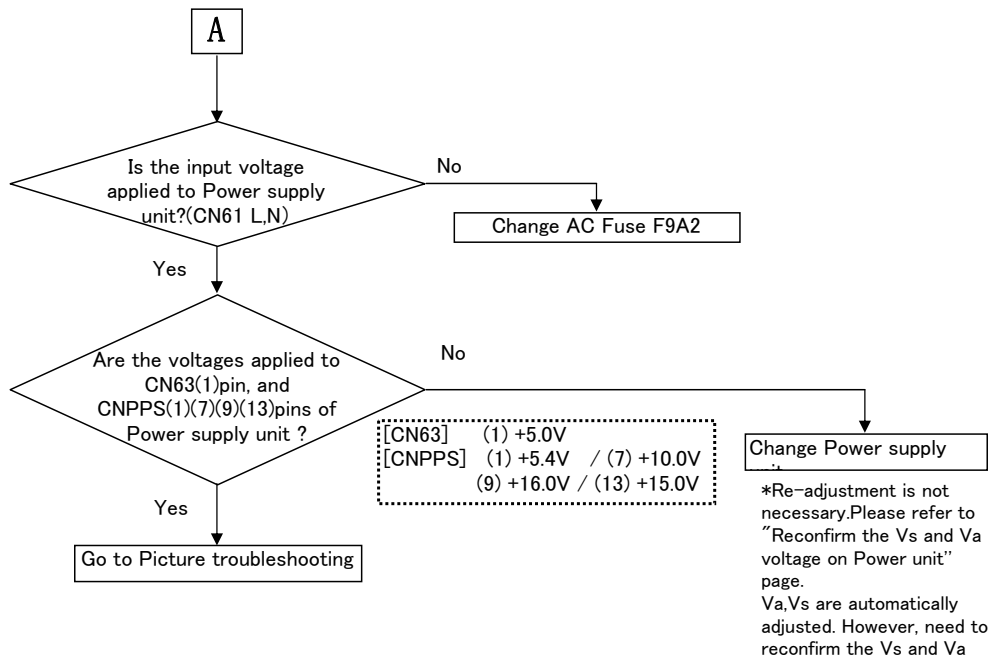 A
Is the input voltage
applied to Power supply
unit?(CN61 L,N)
No
Change AC Fuse F9A2
Yes
Are the voltages applied to
CN63(1)pin, and
CNPPS(1)(7)(9)(13)pins of
Power supply unit ?
No
[CN63] (1) +5.0V
[CNPPS] (1) +5.4V / (7) +10.0V
(9) +16.0V / (13) +15.0V
Change Power supply
*Re-adjustment is not
necessary.Please refer to
"Reconfirm the Vs and Va
voltage on Power unit''
page.
Va,Vs are automatically
adjusted. However, need to
reconfirm the Vs and Va
Yes
Go to Picture troubleshooting